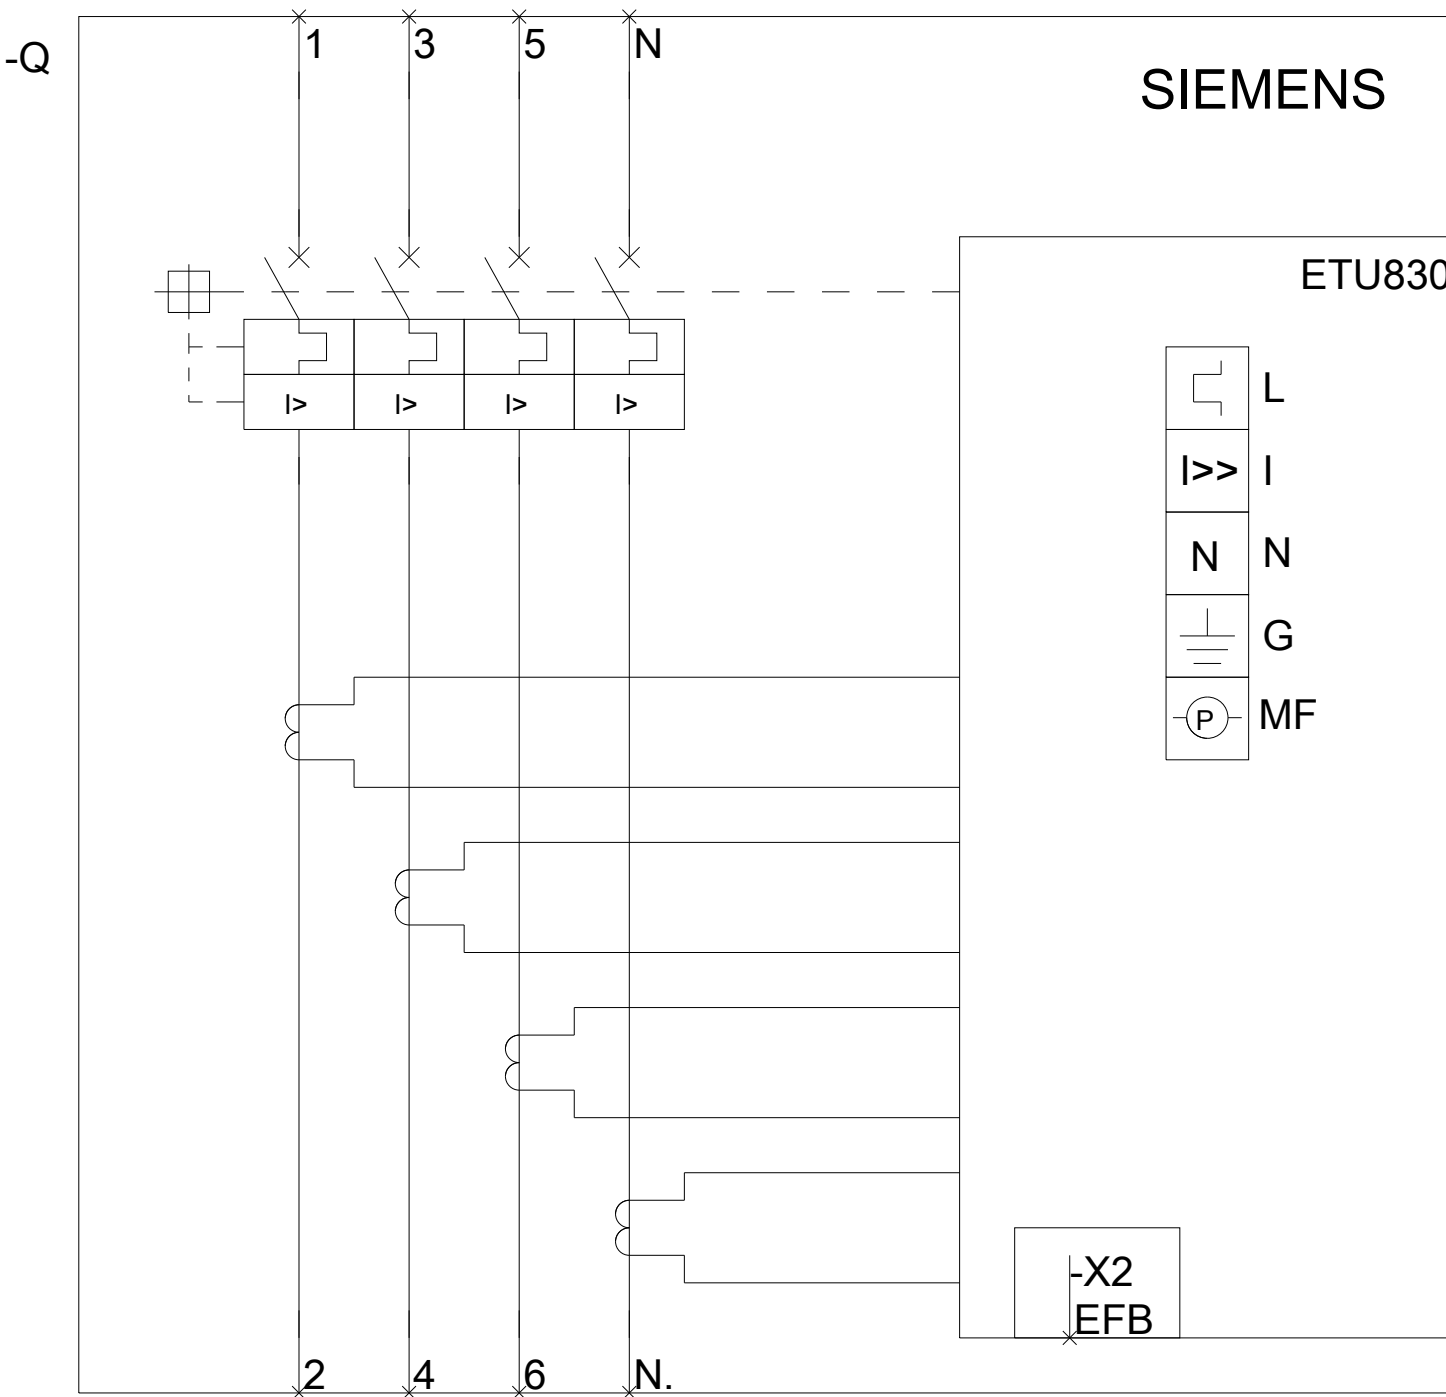 1 3 5 N
-Q
SIEMENS
ETU830
L
I> I> I> I>
I>> I
N N
G
P MF
-X2
EFB
2 4 6 N.